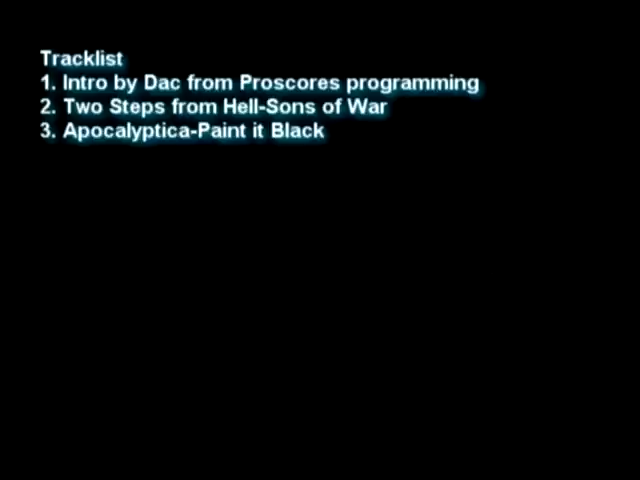 Tracklist
1. Intro by Dac from Proscores programming
2. Two Steps from Hell-Sons of War
3. Apocalyptica-Paint it Black